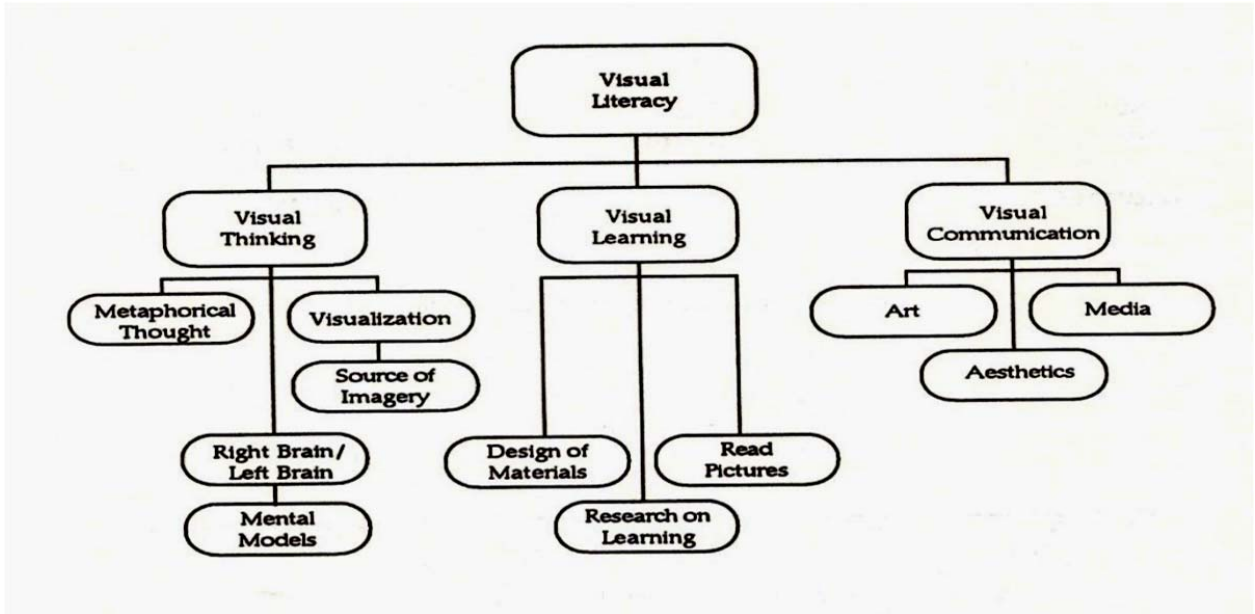 Visual
Literacy
Visual
Thinking
Visual
Learning
Visual
Communication
Metaphorical
Thought
Visualization
Source of
Imagery
Right Brain/
Left Brain
Mental
Models
Design of
Materials
Read
Pictures
Research on
Learning
Art
Media
Aesthetics